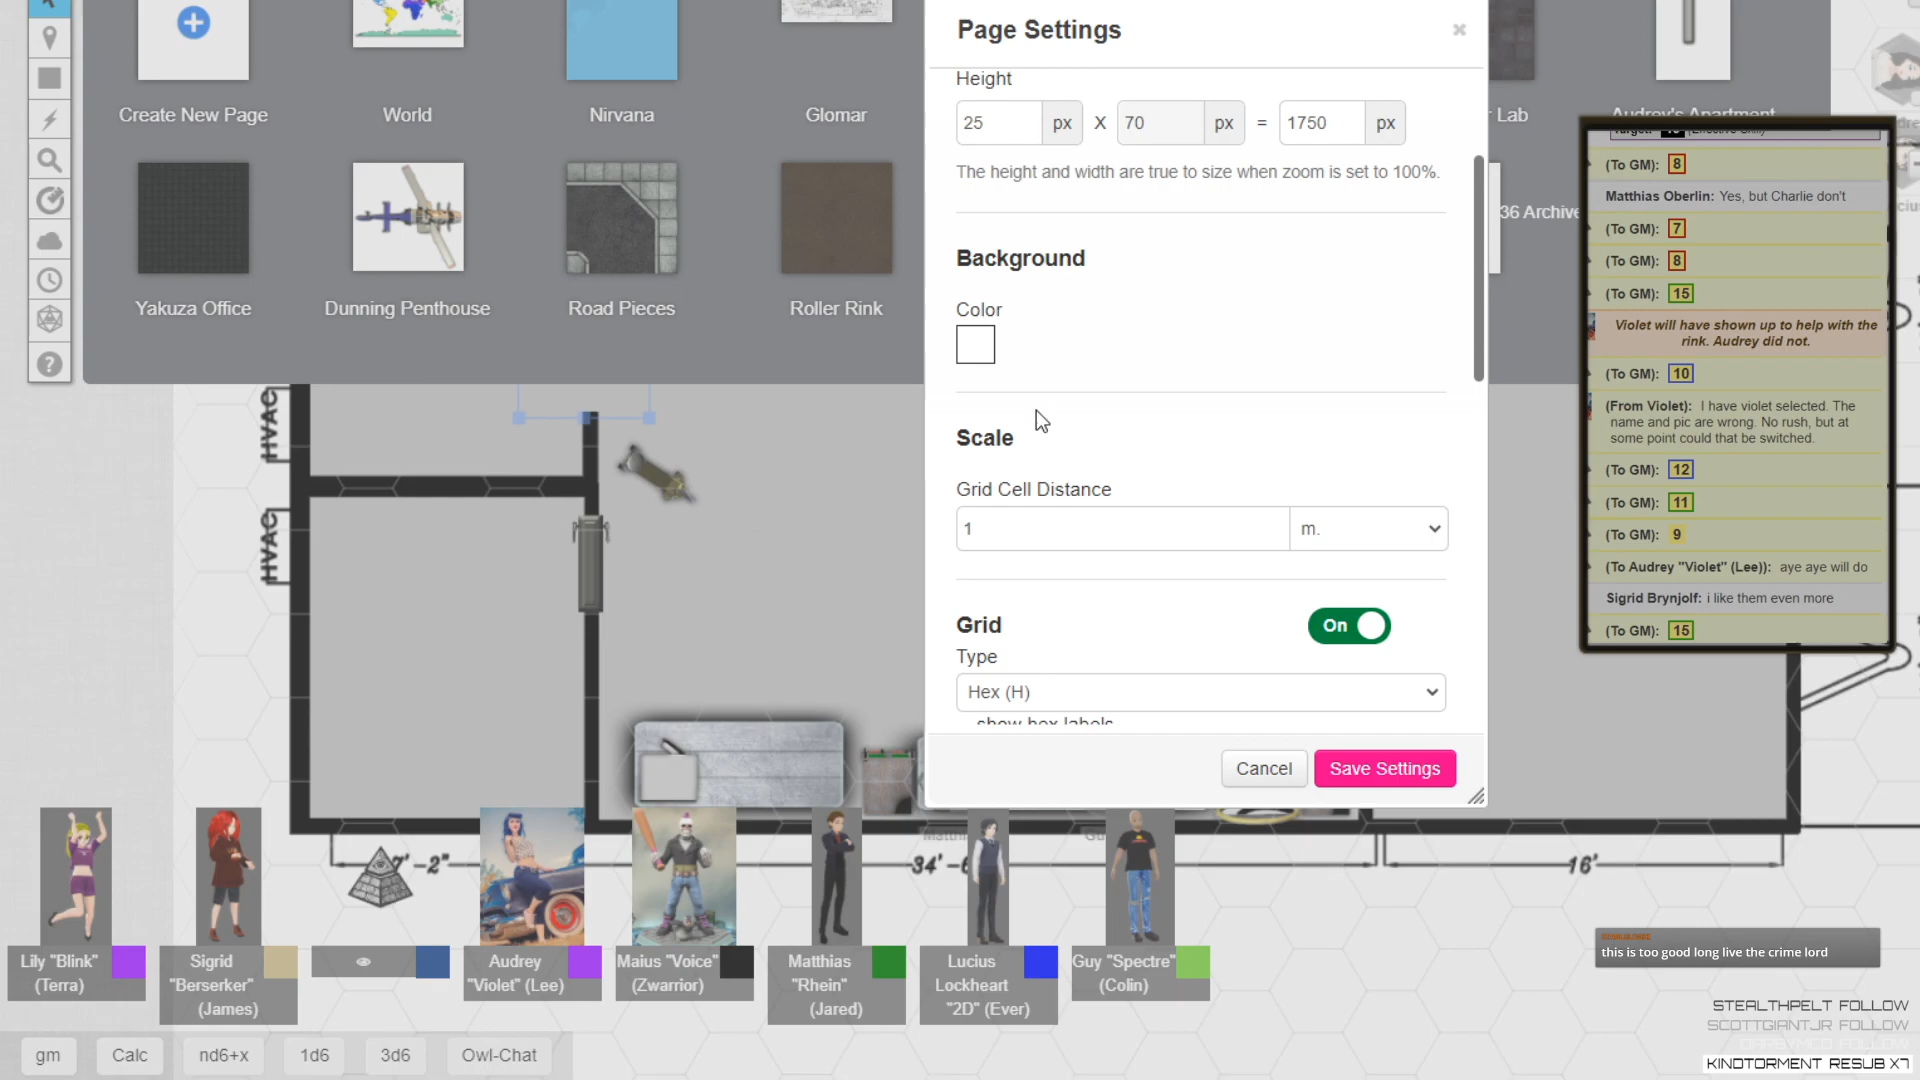 Page Settings
Height
25 px X 70 px = 1750 px
The height and width are true to size when zoom is set to 100%.
Background
Color
Scale
Grid Cell Distance
1 m.
Grid
On
Type
Hex (H)
show hex labels
Cancel
Save Settings
Create New Page
World
Nirvana
Glomar
Lab
Audrey's Apartment
Yakuza Office
Dunning Penthouse
Road Pieces
Roller Rink
36 Archive
(To GM): 8
Matthias Oberlin: Yes, but Charlie don't
(To GM): 7
(To GM): 8
(To GM): 15
Violet will have shown up to help with the
rink. Audrey did not.
(To GM): 10
(From Violet): I have violet selected. The
name and pic are wrong. No rush, but at
some point could that be switched.
(To GM): 12
(To GM): 11
(To GM): 9
(To Audrey "Violet" (Lee)): aye aye will do
Sigrid Brynjolf: i like them even more
(To GM): 15
HVAC
HVAC
34'
16'
Lily "Blink"
(Terra)
Sigrid
"Berserker"
(James)
Audrey
"Violet" (Lee)
Maius "Voice"
(Zwarrior)
Matthias
"Rhein"
(Jared)
Lucius
Lockheart
"2D" (Ever)
Guy "Spectre"
(Colin)
gm
Calc
nd6+x
1d6
3d6
Owl-Chat
this is too good long live the crime lord
STEALTHPELT FOLLOW
SCOTTGIANTJR FOLLOW
KINDTORMENT RESUB X7